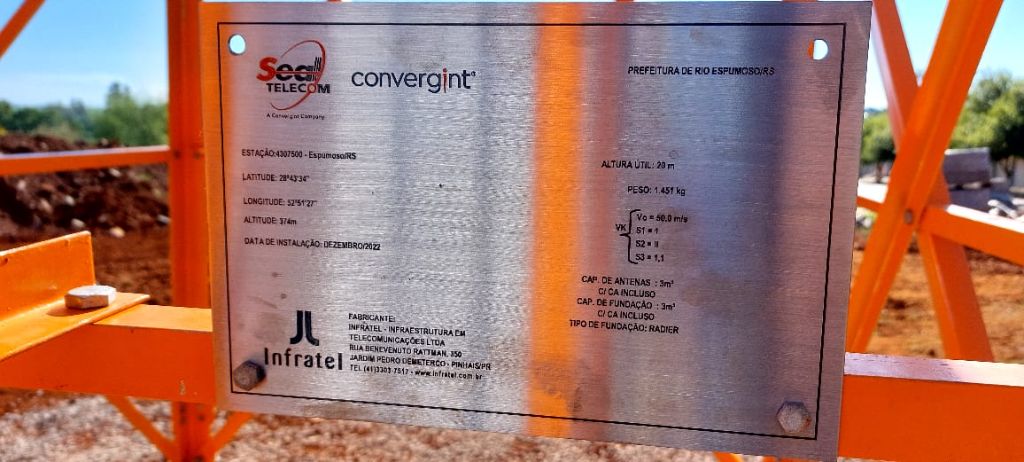 Seal
TELECOM
A Convergint Company
convergint
PREFEITURA DE RIO ESPUMOSO/RS
ESTAÇÃO:4307500 - Espumoso/RS
LATITUDE: 28°43'34"
LONGITUDE: 52°51'27"
ALTITUDE: 374m
DATA DE INSTALAÇÃO: DEZEMBRO/2022
ALTURA ÚTIL: 20 m
PESO: 1.451 kg
VK
Vo = 50,0 m/s
S1 = 1
S2 = II
S3 = 1,1
CAP. DE ANTENAS : 3m²
C/ CA INCLUSO
CAP. DE FUNDAÇÃO : 3m²
C/ CA INCLUSO
TIPO DE FUNDAÇÃO: RADIER
Infratel
FABRICANTE:
INFRATEL - INFRAESTRUTURA EM
TELECOMUNICAÇÕES LTDA
RUA BENEVENUTO RATTMAN, 350
JARDIM PEDRO DEMETERCO - PINHAIS/PR
TEL (41)3303-7517 - www.infratel.com.br